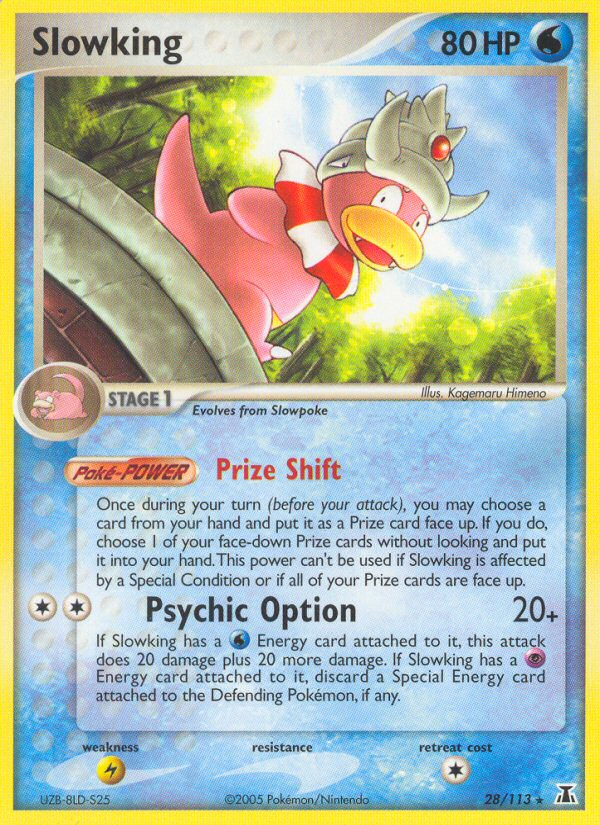 Slowking 80 HP
Illus. Kagemaru Himeno
STAGE 1
Evolves from Slowpoke
Poké-POWER Prize Shift
Once during your turn (before your attack), you may choose a
card from your hand and put it as a Prize card face up. If you do,
choose 1 of your face-down Prize cards without looking and put
it into your hand. This power can't be used if Slowking is affected
by a Special Condition or if all of your Prize cards are face up.
Psychic Option 20+
If Slowking has a Energy card attached to it, this attack
does 20 damage plus 20 more damage. If Slowking has a
Energy card attached to it, discard a Special Energy card
attached to the Defending Pokémon, if any.
weakness resistance retreat cost
UZB-8LD-S25 ©2005 Pokémon/Nintendo 28/113 ★